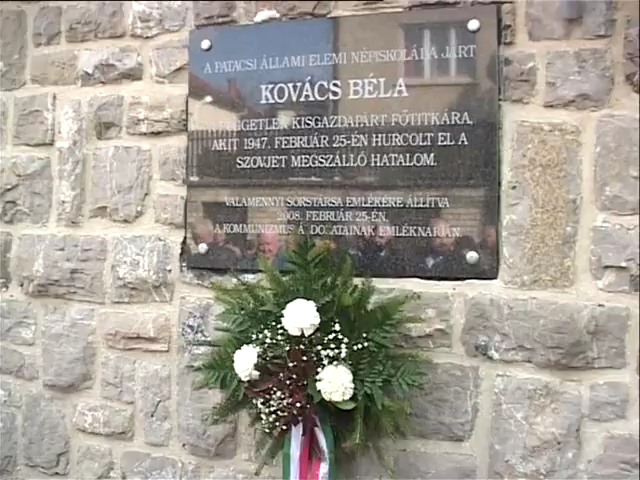 A PATACSI ÁLLAMI ELEMI NÉPISKOLÁBA JÁRT
KOVÁCS BÉLA
A FÜGGETLEN KISGAZDAPÁRT FŐTITKÁRA,
AKIT 1947. FEBRUÁR 25-ÉN HURCOLT EL A
SZOVJET MEGSZÁLLÓ HATALOM.
VALAMENNYI SORSTÁRSA EMLÉKÉRE ÁLLÍTVA
2008. FEBRUÁR 25-ÉN,
A KOMMUNIZMUS ÁLDOZATAINAK EMLÉKNAPJÁN.